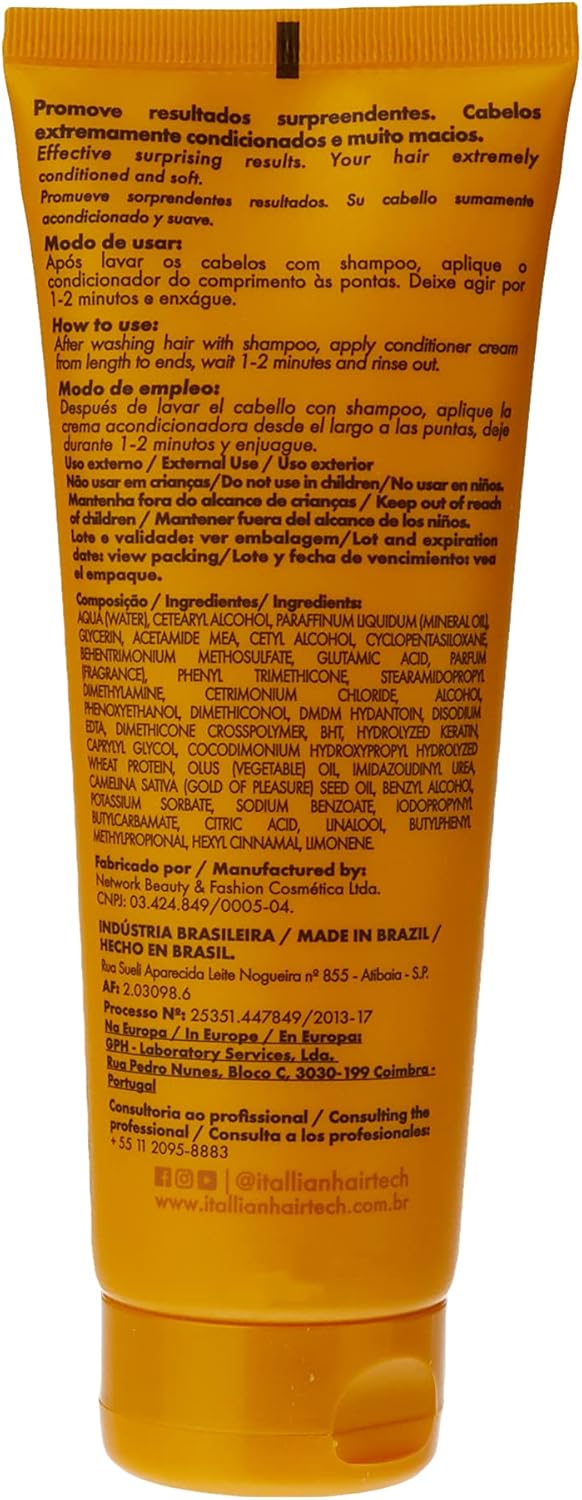 Promove resultados surpreendentes. Cabelos
extremamente condicionados e muito macios.
Effective surprising results. Your hair extremely
conditioned and soft.
Promueve sorprendentes resultados. Su cabello sumamente
acondicionado y suave.
Modo de usar:
Após lavar os cabelos com shampoo, aplique o
condicionador do comprimento às pontas. Deixe agir por
1-2 minutos e enxágue.
How to use:
After washing hair with shampoo, apply conditioner cream
from length to ends, wait 1-2 minutes and rinse out.
Modo de empleo:
Después de lavar el cabello con shampoo, aplique la
crema acondicionadora desde el largo a las puntas, deje
durante 1-2 minutos y enjuague.
Uso externo / External Use / Uso exterior
Não usar em crianças/Do not use in children/No usar en niños.
Mantenha fora do alcance de crianças / Keep out of reach
of children / Mantener fuera del alcance de los niños.
Lote e validade: ver embalagem/Lot and expiration
date: view packing/Lote y fecha de vencimiento: vea
el empaque.
Composição / Ingredientes/ Ingredients:
AQUA (WATER), CETEARYL ALCOHOL, PARAFFINUM LIQUIDUM (MINERAL OIL),
GLYCERIN, ACETAMIDE MEA, CETYL ALCOHOL, CYCLOPENTASILOXANE,
BEHENTRIMONIUM METHOSULFATE, GLUTAMIC ACID, PARFUM
(FRAGRANCE), PHENYL TRIMETHICONE, STEARAMIDOPROPYL
DIMETHYLAMINE, CETRIMONIUM CHLORIDE, ALCOHOL,
PHENOXYETHANOL, DIMETHICONOL, DMDM HYDANTOIN, DISODIUM
EDTA, DIMETHICONE CROSSPOLYMER, BHT, HYDROLYZED KERATIN,
CAPRYLYL GLYCOL, COCODIMONIUM HYDROXYPROPYL HYDROLYZED
WHEAT PROTEIN, OLUS (VEGETABLE) OIL, IMIDAZOLIDINYL UREA,
CAMELINA SATIVA (GOLD OF PLEASURE) SEED OIL, BENZYL ALCOHOL,
POTASSIUM SORBATE, SODIUM BENZOATE, IODOPROPYNYL
BUTYLCARBAMATE, CITRIC ACID, LINALOOL, BUTYLPHENYL
METHYLPROPIONAL, HEXYL CINNAMAL, LIMONENE.
Fabricado por / Manufactured by:
Network Beauty & Fashion Cosmética Ltda.
CNPJ: 03.424.849/0005-04.
INDÚSTRIA BRASILEIRA / MADE IN BRAZIL /
HECHO EN BRASIL.
Rua Sueli Aparecida Leite Nogueira nº 855 - Atibaia - S.P.
AF: 2.03098.6
Processo Nº: 25351.447849/2013-17
Na Europa / In Europe / En Europa:
GPH - Laboratory Services, Lda.
Rua Pedro Nunes, Bloco C, 3030-199 Coimbra -
Portugal
Consultoria ao profissional / Consulting the
professional / Consulta a los profesionales:
+55 11 2095-8883
| @itallianhairtech
www.itallianhairtech.com.br